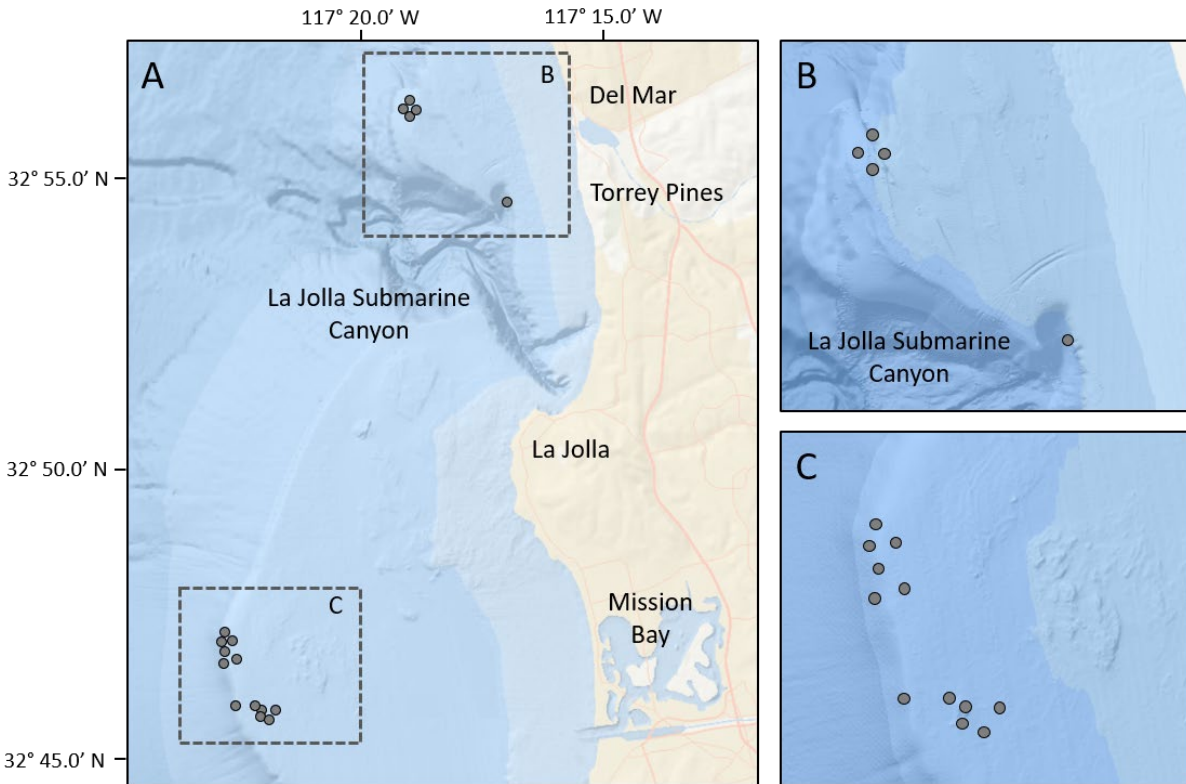 117° 20.0’ W
117° 15.0’ W
A
B
Del Mar
32° 55.0’ N
Torrey Pines
La Jolla Submarine
Canyon
La Jolla
32° 50.0’ N
C
Mission
Bay
32° 45.0’ N
B
La Jolla Submarine
Canyon
C